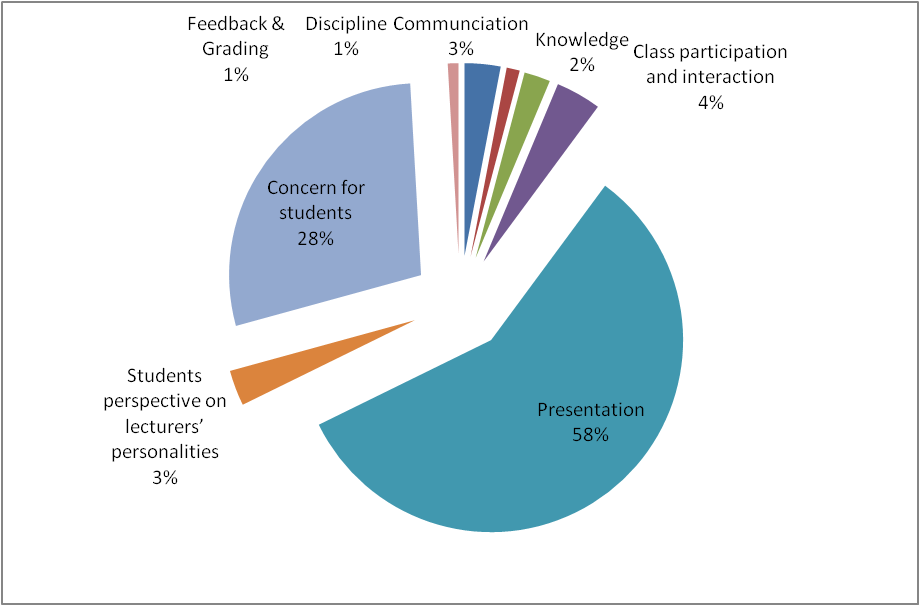 Feedback &
Grading
1%
Discipline
1%
Communciation
3%
Knowledge
2%
Class participation
and interaction
4%
Concern for
students
28%
Presentation
58%
Students
perspective on
lecturers’
personalities
3%